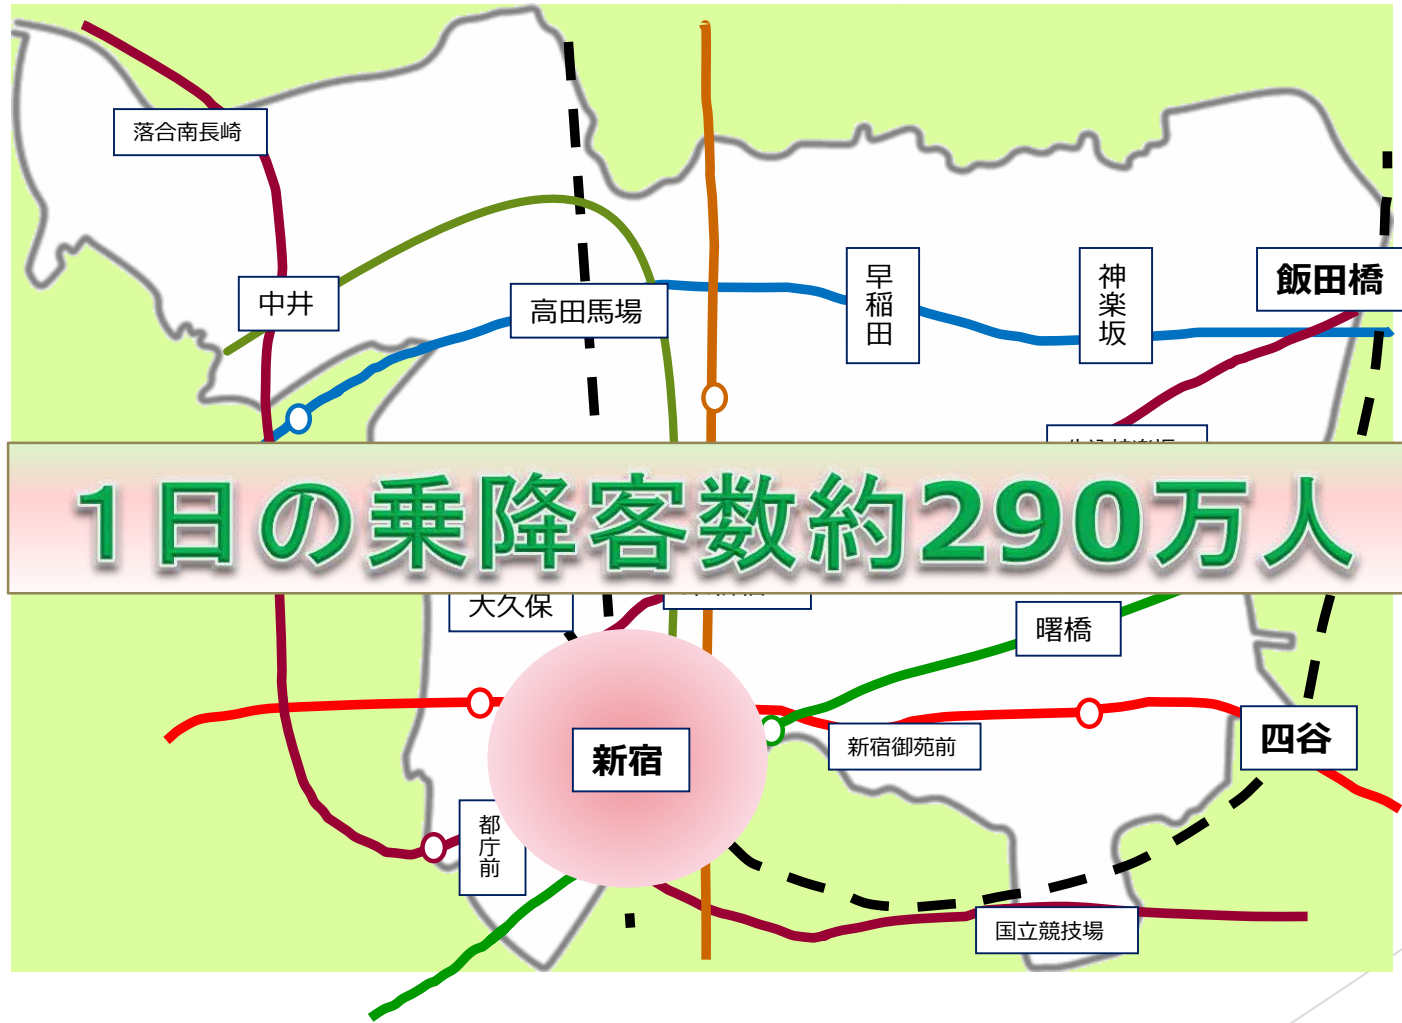 落合南長崎
中井
高田馬場
早稲田
神楽坂
飯田橋
1日の乗降客数約290万人
大久保
曙橋
新宿
新宿御苑前
四谷
都庁前
国立競技場